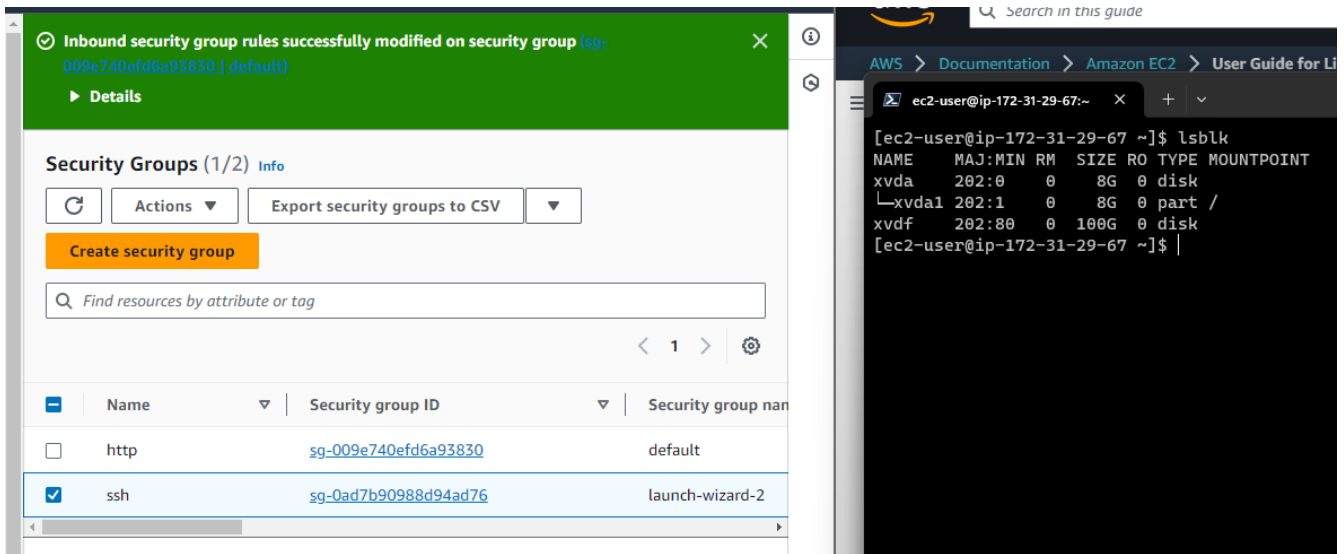 Inbound security group rules successfully modified on security group (sg-
009e740efd6a93830 | default)
Details
Security Groups (1/2) Info
Actions
Export security groups to CSV
Create security group
Find resources by attribute or tag
1
Name
Security group ID
Security group nan
http
sg-009e740efd6a93830
default
ssh
sg-0ad7b90988d94ad76
launch-wizard-2
Search in this guide
AWS > Documentation > Amazon EC2 > User Guide for Li
ec2-user@ip-172-31-29-67:~
[ec2-user@ip-172-31-29-67 ~]$ lsblk
NAME    MAJ:MIN RM  SIZE RO TYPE MOUNTPOINT
xvda    202:0    0    8G  0 disk
└─xvda1 202:1    0    8G  0 part /
xvdf    202:80   0  100G  0 disk
[ec2-user@ip-172-31-29-67 ~]$